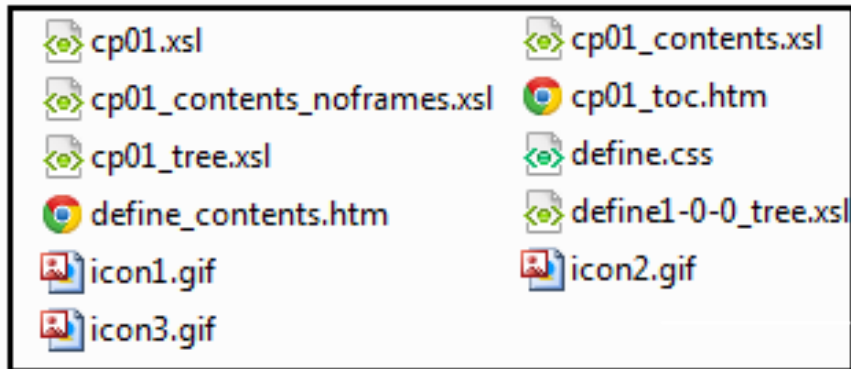 cp01.xsl
cp01_contents.xsl
cp01_contents_noframes.xsl
cp01_toc.htm
cp01_tree.xsl
define.css
define_contents.htm
define1-0-0_tree.xsl
icon1.gif
icon2.gif
icon3.gif